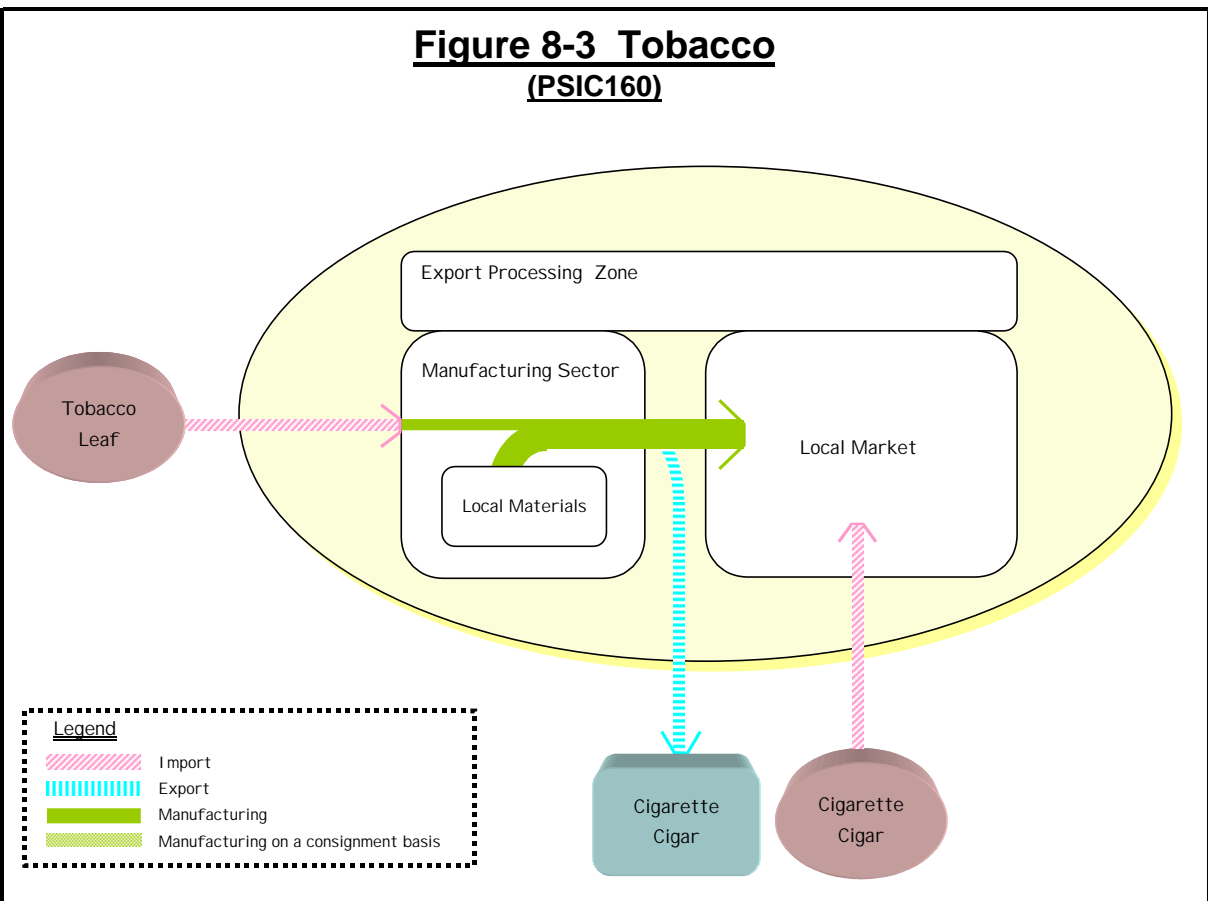 Figure 8-3 Tobacco
(PSIC160)
Export Processing Zone
Manufacturing Sector
Tobacco
Leaf
Local Market
Local Materials
Legend
Import
Export
Manufacturing
Manufacturing on a consignment basis
Cigarette
Cigar
Cigarette
Cigar